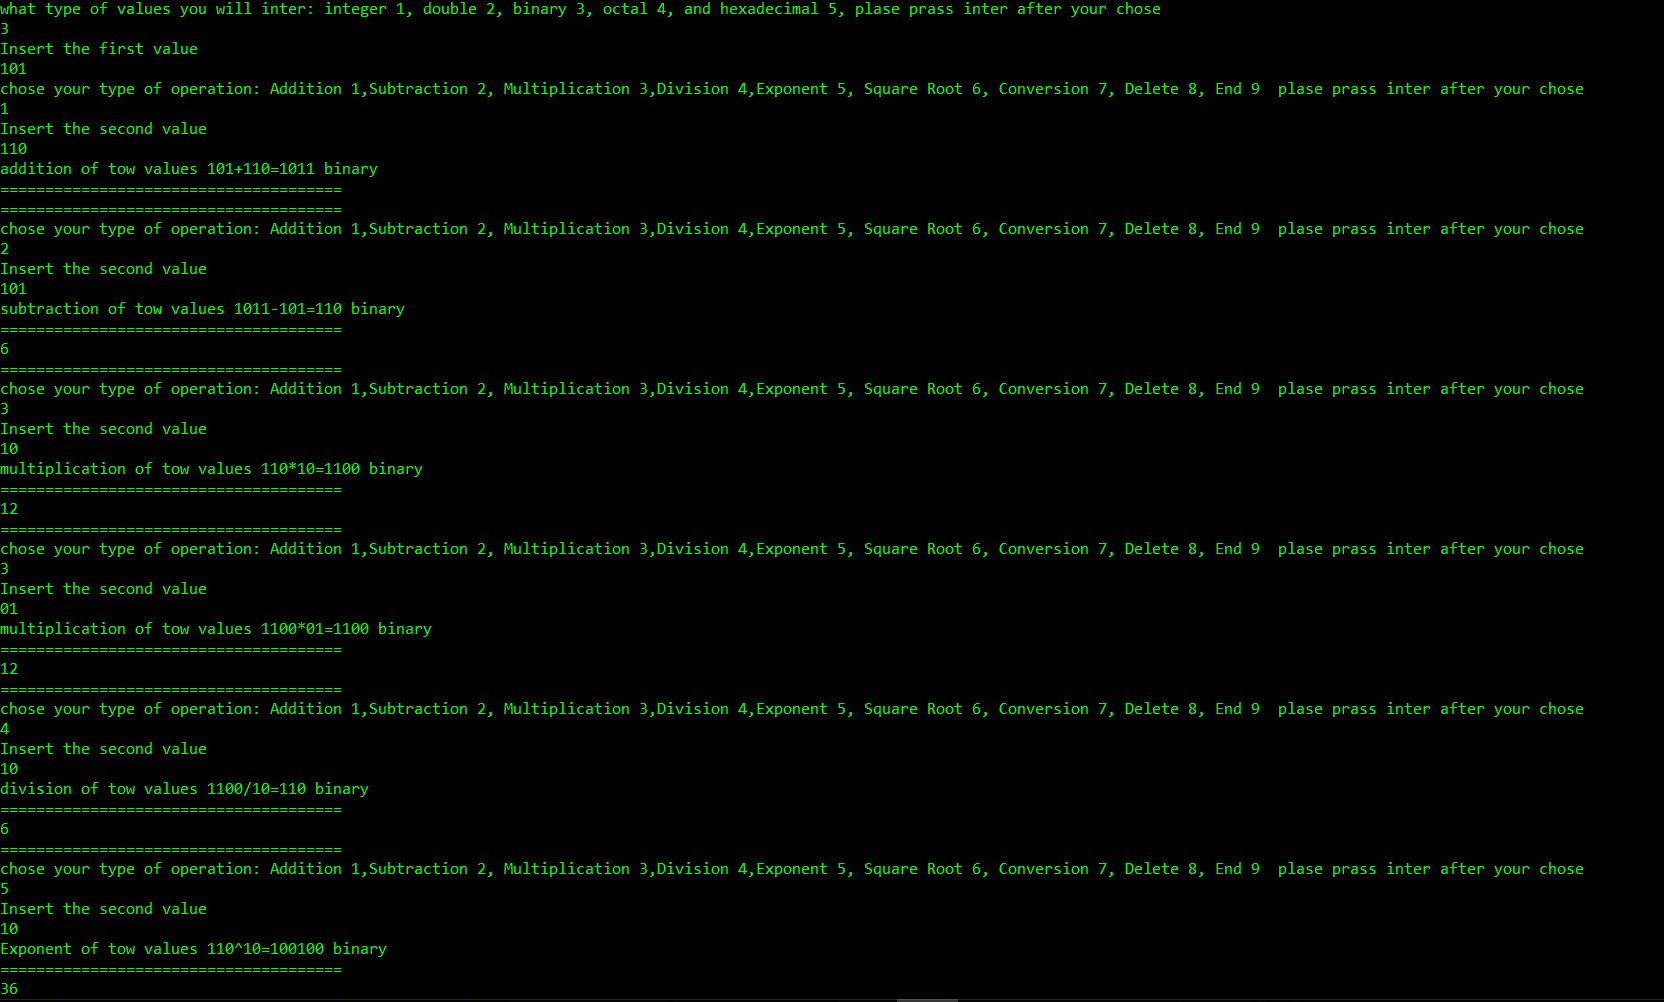 what type of values you will inter: integer 1, double 2, binary 3, octal 4, and hexadecimal 5, plase prass inter after your chose
3
Insert the first value
101
chose your type of operation: Addition 1,Subtraction 2, Multiplication 3,Division 4,Exponent 5, Square Root 6, Conversion 7, Delete 8, End 9  plase prass inter after your chose
1
Insert the second value
110
addition of tow values 101+110=1011 binary
======================================
======================================
chose your type of operation: Addition 1,Subtraction 2, Multiplication 3,Division 4,Exponent 5, Square Root 6, Conversion 7, Delete 8, End 9  plase prass inter after your chose
2
Insert the second value
101
subtraction of tow values 1011-101=110 binary
======================================
6
======================================
chose your type of operation: Addition 1,Subtraction 2, Multiplication 3,Division 4,Exponent 5, Square Root 6, Conversion 7, Delete 8, End 9  plase prass inter after your chose
3
Insert the second value
10
multiplication of tow values 110*10=1100 binary
======================================
12
======================================
chose your type of operation: Addition 1,Subtraction 2, Multiplication 3,Division 4,Exponent 5, Square Root 6, Conversion 7, Delete 8, End 9  plase prass inter after your chose
3
Insert the second value
01
multiplication of tow values 1100*01=1100 binary
======================================
12
======================================
chose your type of operation: Addition 1,Subtraction 2, Multiplication 3,Division 4,Exponent 5, Square Root 6, Conversion 7, Delete 8, End 9  plase prass inter after your chose
4
Insert the second value
10
division of tow values 1100/10=110 binary
======================================
6
======================================
chose your type of operation: Addition 1,Subtraction 2, Multiplication 3,Division 4,Exponent 5, Square Root 6, Conversion 7, Delete 8, End 9  plase prass inter after your chose
5
Insert the second value
10
Exponent of tow values 110^10=100100 binary
======================================
36